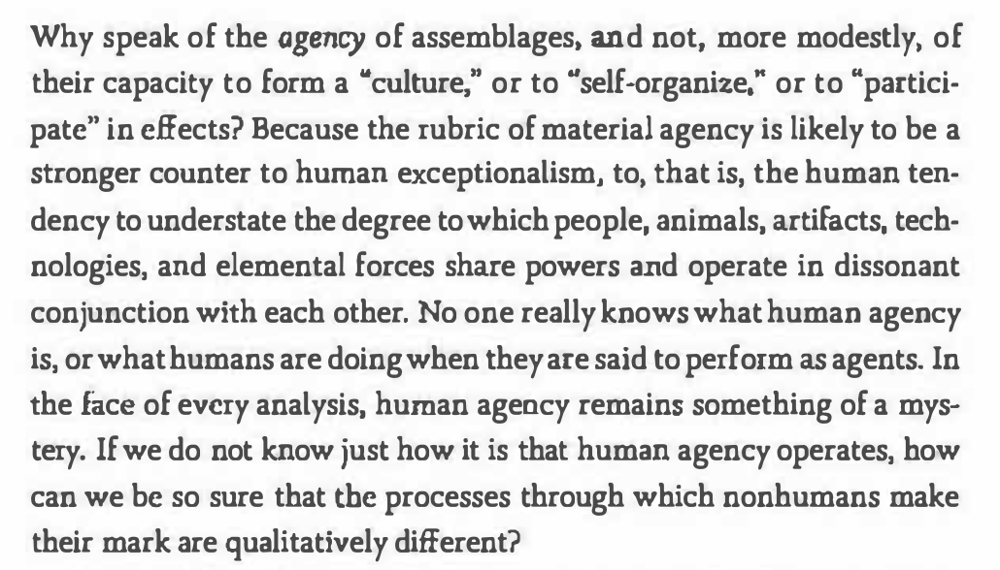 Why speak of the agency of assemblages, and not, more modestly, of
their capacity to form a “culture,” or to “self-organize,” or to “partici-
pate” in effects? Because the rubric of material agency is likely to be a
stronger counter to human exceptionalism, to, that is, the human ten-
dency to understate the degree to which people, animals, artifacts, tech-
nologies, and elemental forces share powers and operate in dissonant
conjunction with each other. No one really knows what human agency
is, or what humans are doing when they are said to perform as agents. In
the face of every analysis, human agency remains something of a mys-
tery. If we do not know just how it is that human agency operates, how
can we be so sure that the processes through which nonhumans make
their mark are qualitatively different?